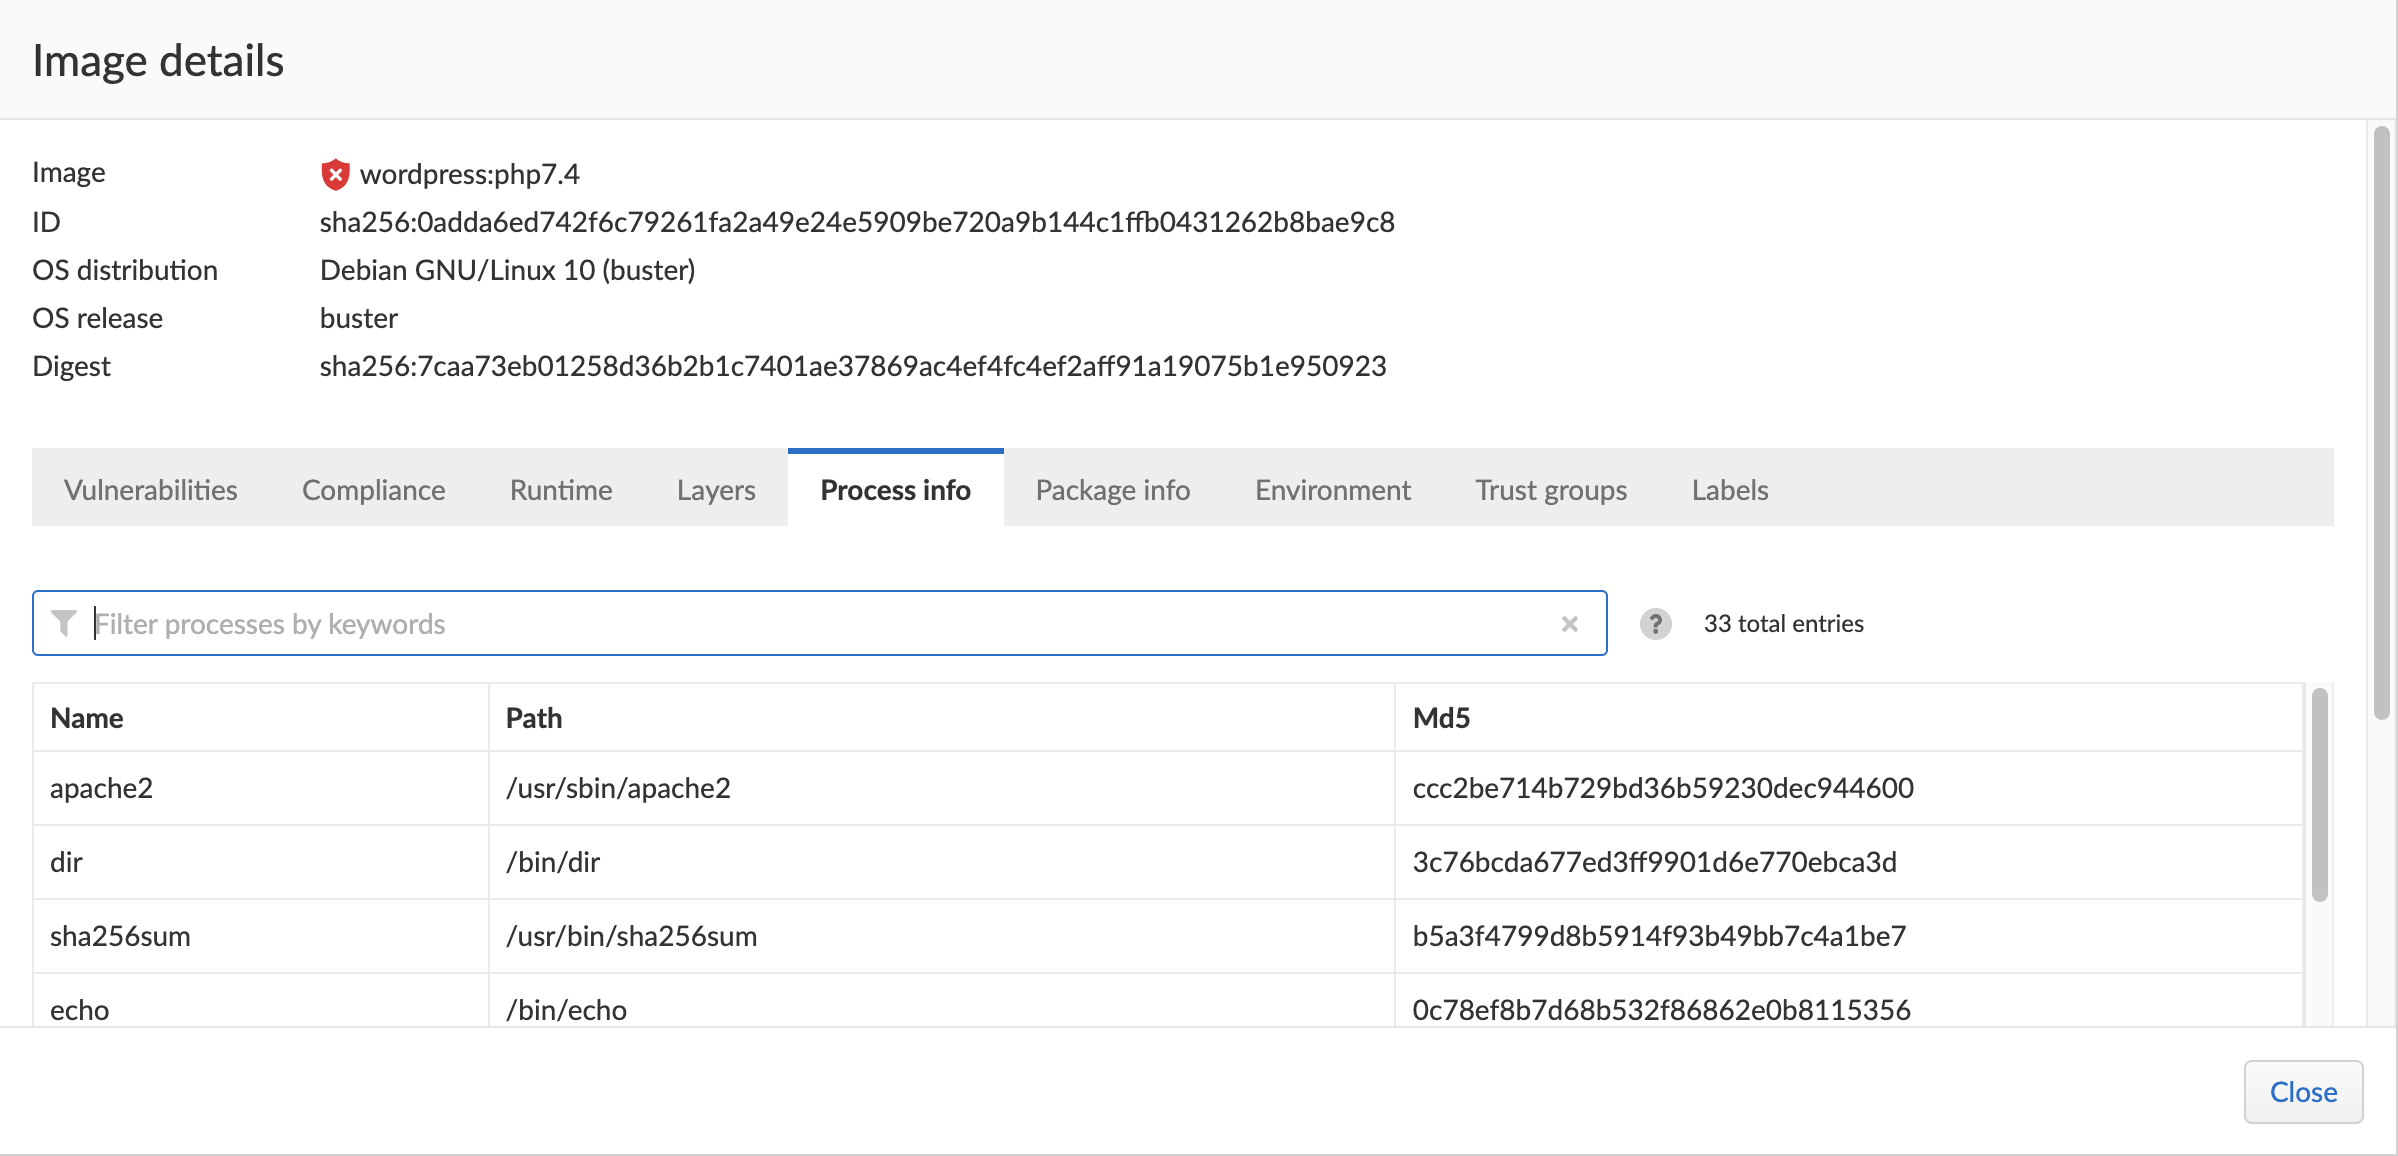 Image details
Image wordpress:php7.4
ID sha256:0adda6ed742f6c79261fa2a49e24e5909be720a9b144c1ffb0431262b8bae9c8
OS distribution Debian GNU/Linux 10 (buster)
OS release buster
Digest sha256:7caa73eb01258d36b2b1c7401ae37869ac4ef4fc4ef2aff91a19075b1e950923
Vulnerabilities Compliance Runtime Layers Process info Package info Environment Trust groups Labels
Filter processes by keywords ? 33 total entries
Name Path Md5
apache2 /usr/sbin/apache2 ccc2be714b729bd36b59230dec944600
dir /bin/dir 3c76bcda677ed3ff9901d6e770ebca3d
sha256sum /usr/bin/sha256sum b5a3f4799d8b5914f93b49bb7c4a1be7
echo /bin/echo 0c78ef8b7d68b532f86862e0b8115356
Close